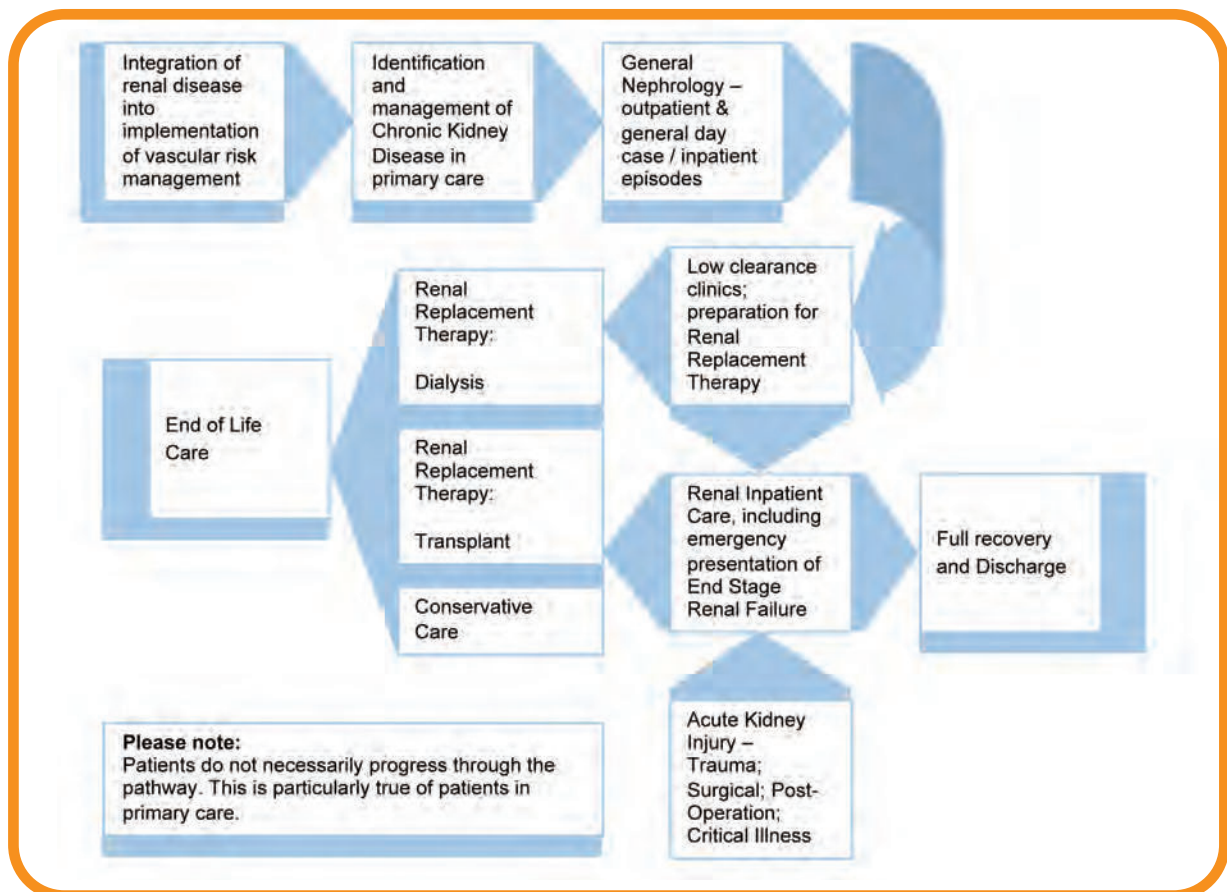 Integration of
renal disease
into
implementation
of vascular risk
management
Identification
and
management of
Chronic Kidney
Disease in
primary care
General
Nephrology –
outpatient &
general day
case / inpatient
episodes
Low clearance
clinics;
preparation for
Renal
Replacement
Therapy
Renal
Replacement
Therapy:
Dialysis
End of Life
Care
Renal
Replacement
Therapy:
Transplant
Conservative
Care
Renal Inpatient
Care, including
emergency
presentation of
End Stage
Renal Failure
Full recovery
and Discharge
Acute Kidney
Injury –
Trauma;
Surgical; Post-
Operation;
Critical Illness
Please note:
Patients do not necessarily progress through the
pathway. This is particularly true of patients in
primary care.